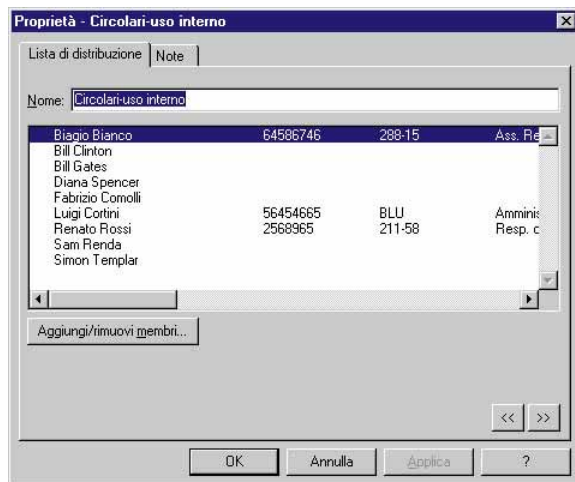 Proprietà - Circolari-uso interno
Lista di distribuzione Note
Nome: Circolari-uso interno
Biagio Bianco 64586746 288-15 Ass. Re
Bill Clinton
Bill Gates
Diana Spencer
Fabrizio Comolli
Luigi Cortini 56454665 BLU Amminis
Renato Rossi 2568965 211-58 Resp. c
Sam Renda
Simon Templar
Aggiungi/rimuovi membri...
<< >>
OK Annulla Applica ?